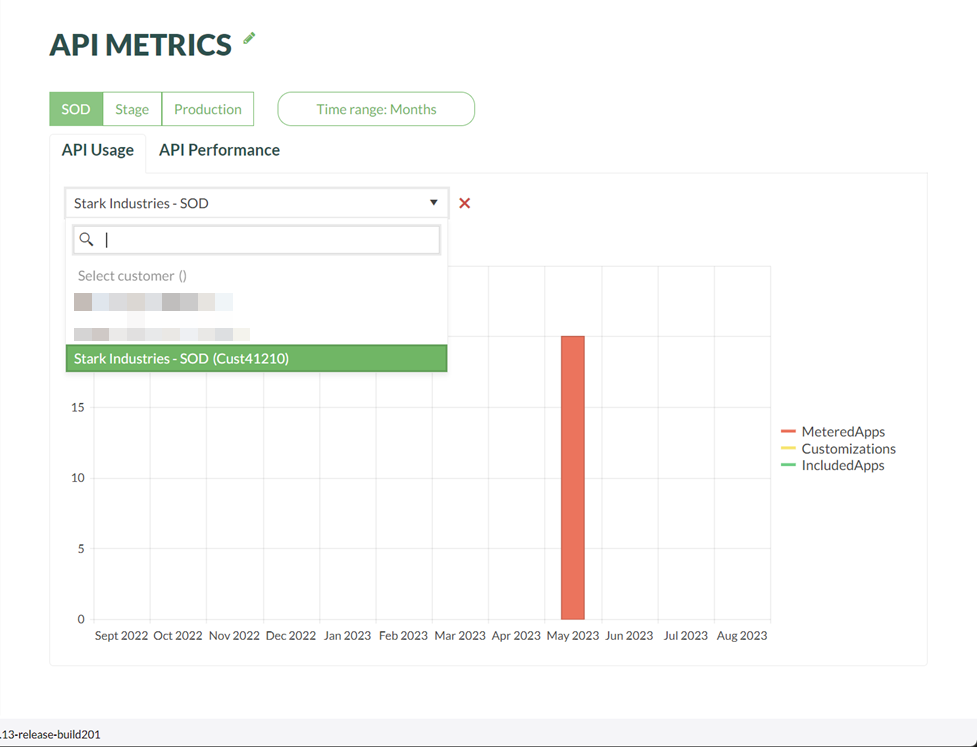 API METRICS
SOD Stage Production Time range: Months
API Usage API Performance
Stark Industries - SOD
Select customer ()
Stark Industries - SOD (Cust41210)
15
10
5
0
MeteredApps
Customizations
IncludedApps
Sept 2022 Oct 2022 Nov 2022 Dec 2022 Jan 2023 Feb 2023 Mar 2023 Apr 2023 May 2023 Jun 2023 Jul 2023 Aug 2023
.13-release-build201